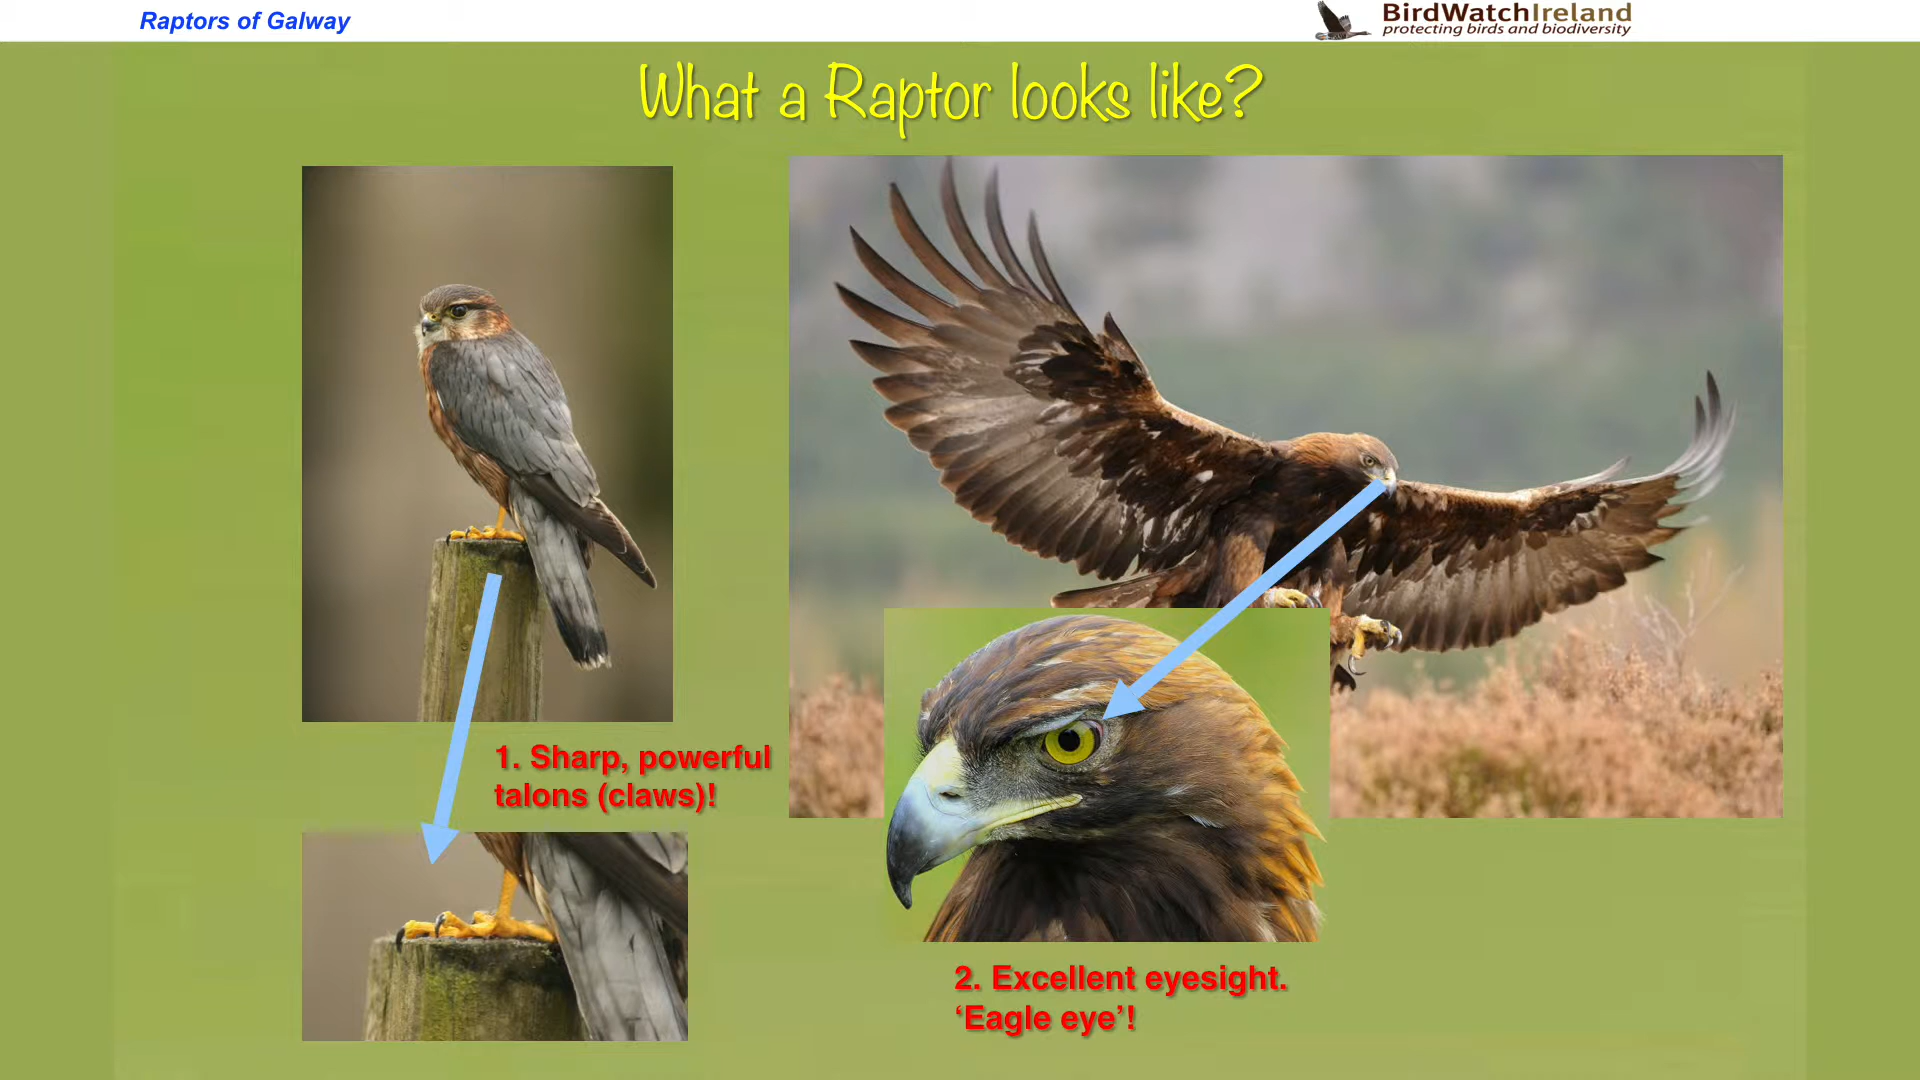 Raptors of Galway
BirdWatchIreland
protecting birds and biodiversity
What a Raptor looks like?
1. Sharp, powerful
talons (claws)!
2. Excellent eyesight.
‘Eagle eye’!